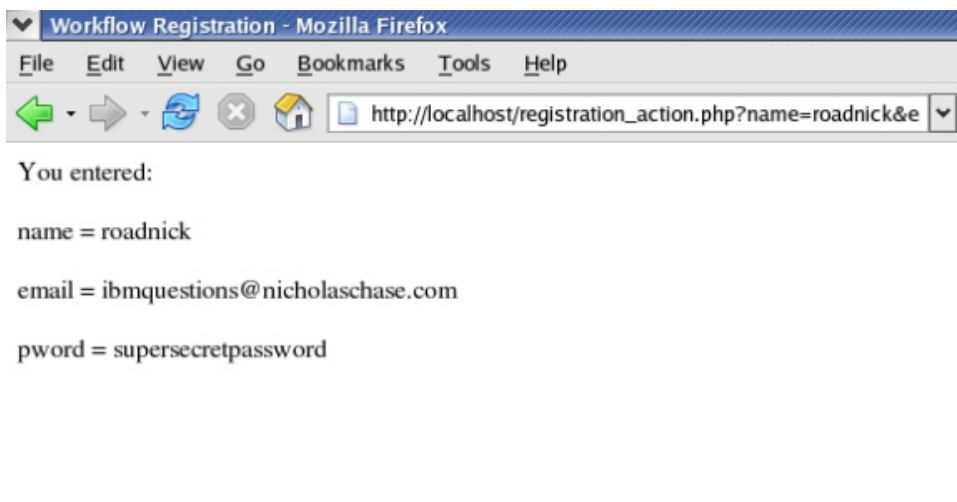 Workflow Registration - Mozilla Firefox
File Edit View Go Bookmarks Tools Help
http://localhost/registration_action.php?name=roadnick&e
You entered:
name = roadnick
email = ibmquestions@nicholaschase.com
pword = supersecretpassword